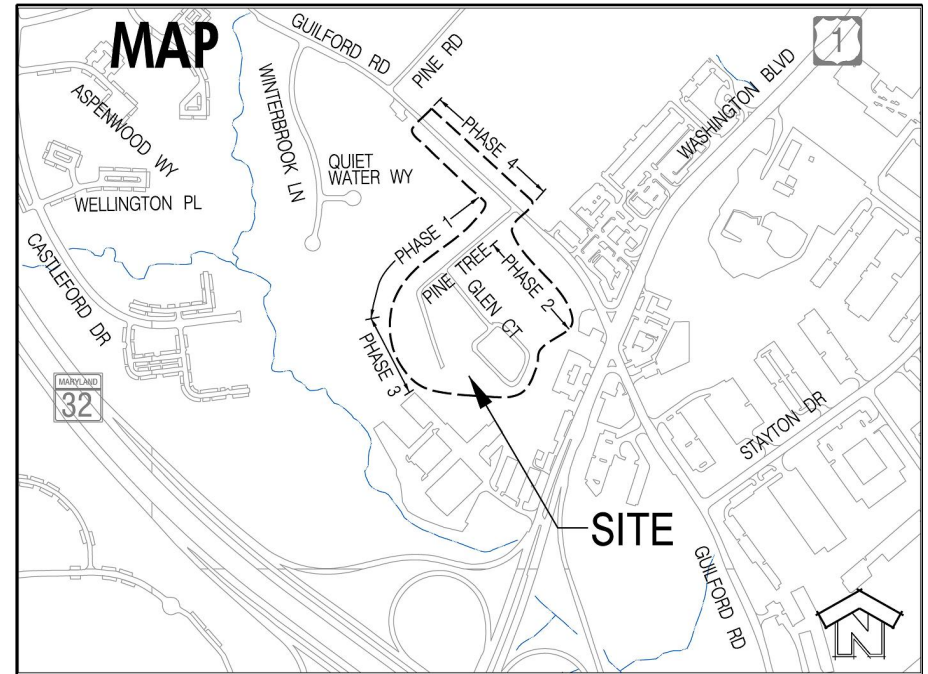 MAP
GUILFORD RD
PINE RD
1
WASHINGTON BLVD
ASPENWOOD WY
WINTERBROOK LN
PHASE 4
QUIET
WATER WY
WELLINGTON PL
PHASE 1
CASTLEFORD DR
PINE TREE
PHASE 2
GLEN CT
PHASE 3
MARYLAND
32
STAYTON DR
SITE
GUILFORD RD
N